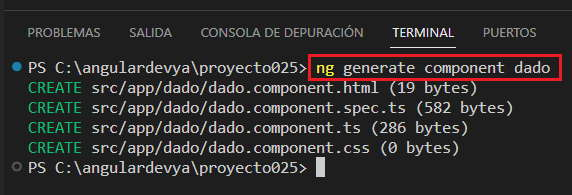 PROBLEMAS SALIDA CONSOLA DE DEPURACIÓN TERMINAL PUERTOS
PS C:\angulardevya\proyecto025> ng generate component dado
CREATE src/app/dado/dado.component.html (19 bytes)
CREATE src/app/dado/dado.component.spec.ts (582 bytes)
CREATE src/app/dado/dado.component.ts (286 bytes)
CREATE src/app/dado/dado.component.css (0 bytes)
PS C:\angulardevya\proyecto025>